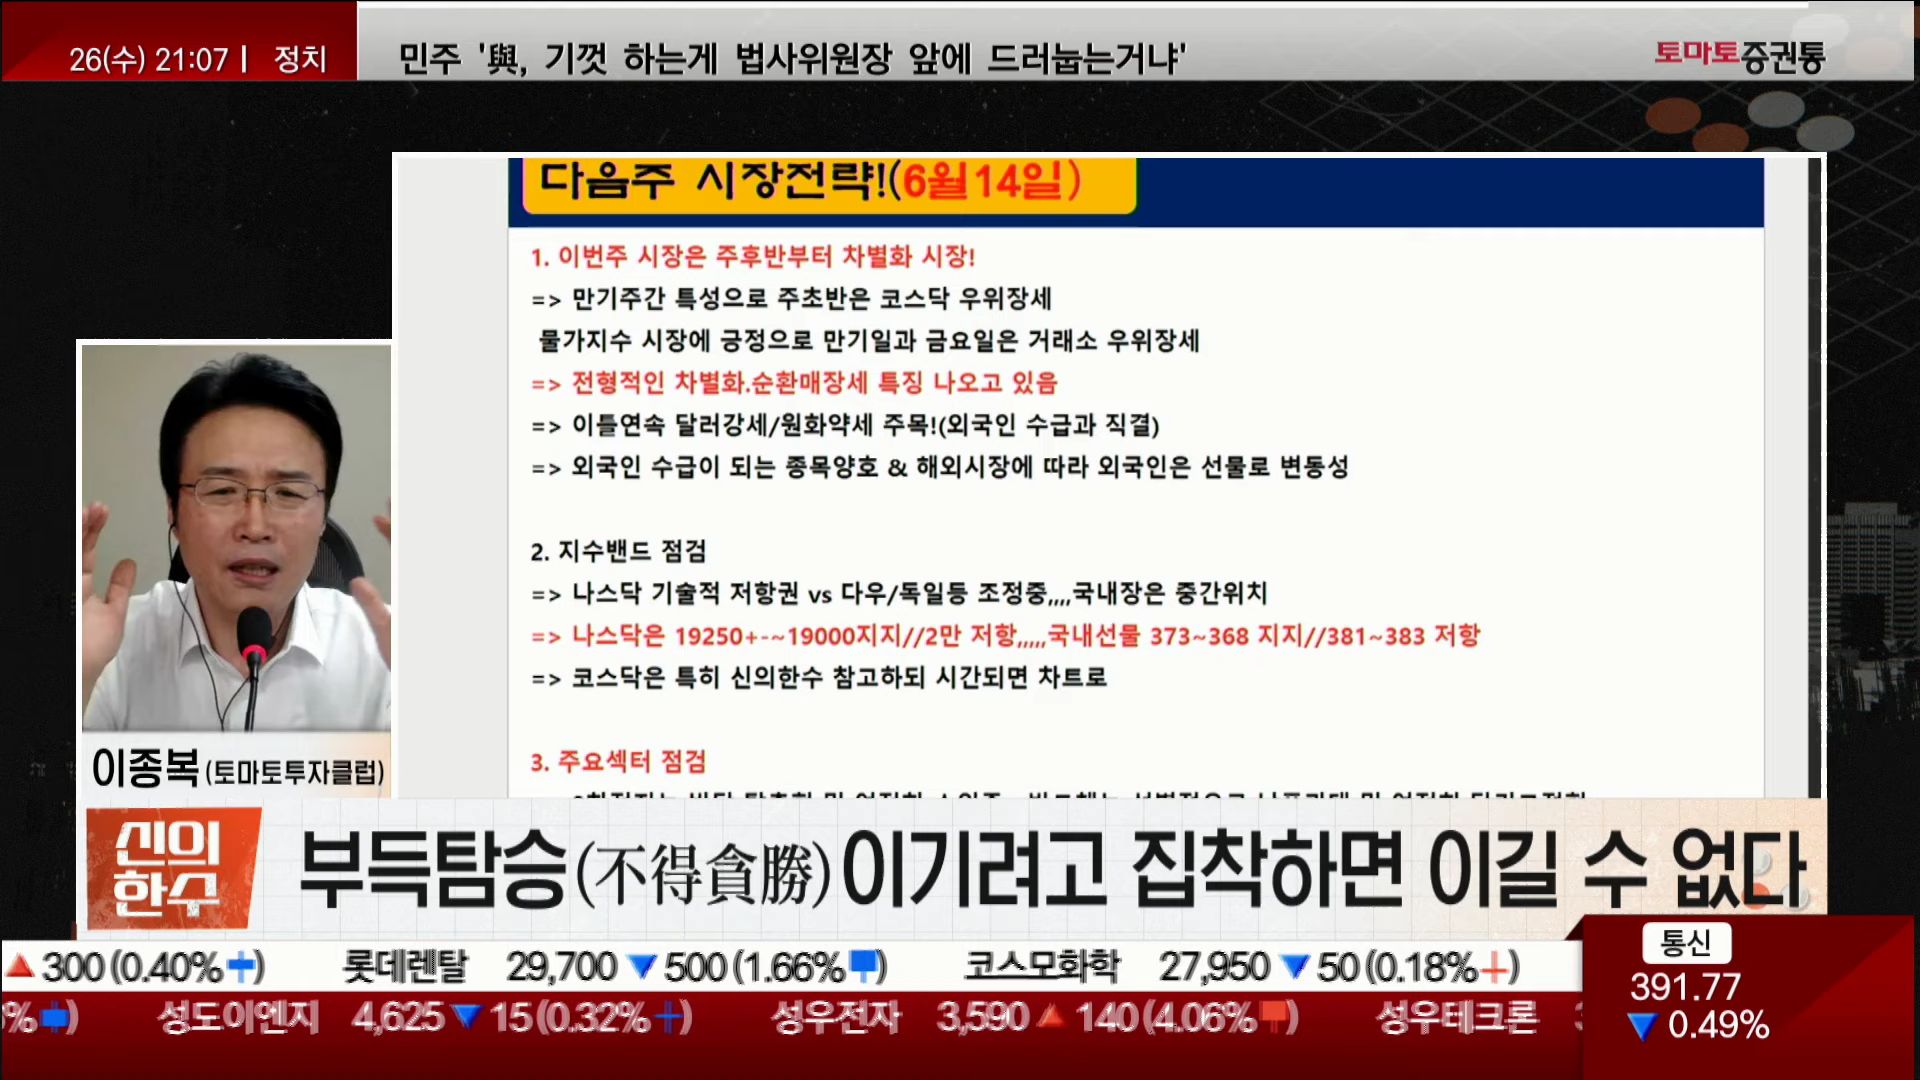 26(수) 21:07 | 정치
민주 '與, 기껏 하는게 법사위원장 앞에 드러눕는거냐'
토마토증권통
다음주 시장전략!(6월14일)
1. 이번주 시장은 주후반부터 차별화 시장!
=> 만기주간 특성으로 주초반은 코스닥 우위장세
물가지수 시장에 긍정으로 만기일과 금요일은 거래소 우위장세
=> 전형적인 차별화.순환매장세 특징 나오고 있음
=> 이틀연속 달러강세/원화약세 주목!(외국인 수급과 직결)
=> 외국인 수급이 되는 종목양호 & 해외시장에 따라 외국인은 선물로 변동성
2. 지수밴드 점검
=> 나스닥 기술적 저항권 vs 다우/독일등 조정중,,,,국내장은 중간위치
=> 나스닥은 19250+-~19000지지//2만 저항,,,,,국내선물 373~368 지지//381~383 저항
=> 코스닥은 특히 신의한수 참고하되 시간되면 차트로
3. 주요섹터 점검
이종복 (토마토투자클럽)
신의
한수
부득탐승(不得貪勝) 이기려고 집착하면 이길 수 없다
▲ 300 (0.40% ) 롯데렌탈 29,700 ▼ 500 (1.66% ) 코스모화학 27,950 ▼ 50 (0.18% )
% ) 성도이엔지 4,625 ▼ 15 (0.32% ) 성우전자 3,590 ▲ 140 (4.06% ) 성우테크론
통신
391.77
▼ 0.49%